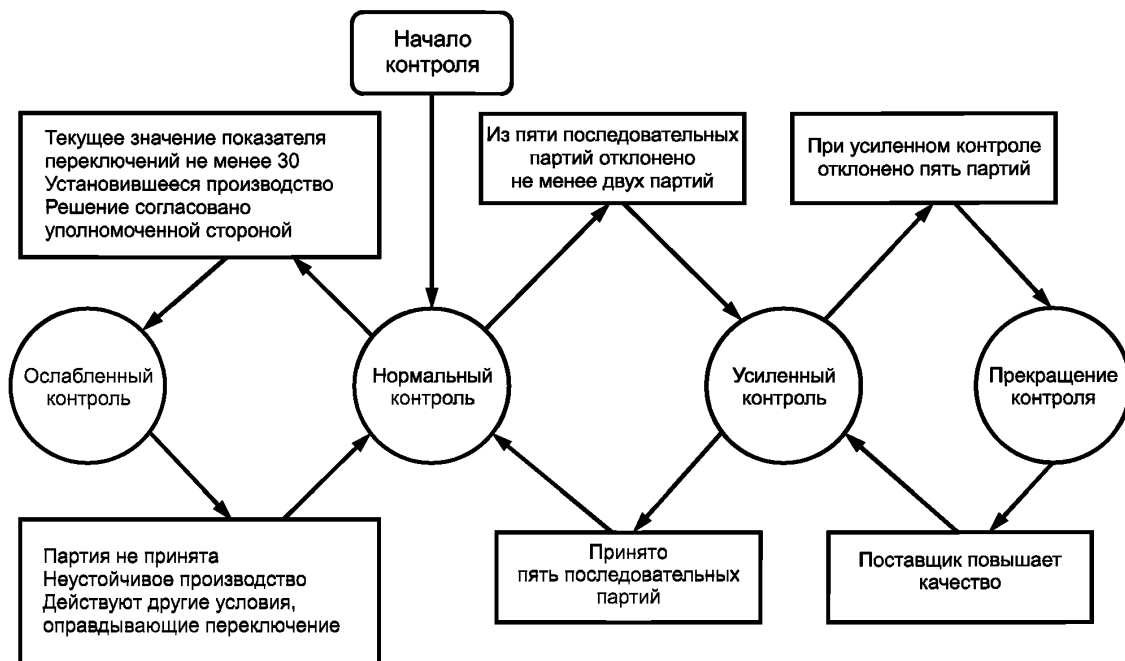 Начало
контроля
Текущее значение показателя
переключений не менее 30
Установившееся производство
Решение согласовано
уполномоченной стороной
Из пяти последовательных
партий отклонено
не менее двух партий
При усиленном контроле
отклонено пять партий
Ослабленный
контроль
Нормальный
контроль
Усиленный
контроль
Прекращение
контроля
Партия не принята
Неустойчивое производство
Действуют другие условия,
оправдывающие переключение
Принято
пять последовательных
партий
Поставщик повышает
качество